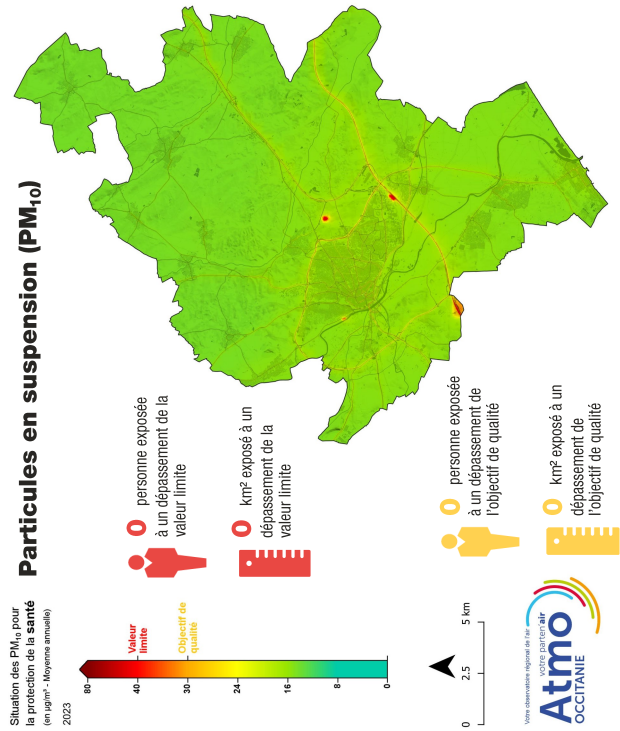 Situation des PM₁₀ pour
la protection de la santé
(en µg/m³ - Moyenne annuelle)
2023
Particules en suspension (PM₁₀)
80
40
30
24
16
8
0
Valeur
limite
Objectif de
qualité
0 personne exposée
à un dépassement de la
valeur limite
0 km² exposé à un
dépassement de la
valeur limite
0 personne exposée
à un dépassement de
l'objectif de qualité
0 km² exposé à un
dépassement de
l'objectif de qualité
0
2.5
5 km
Votre observatoire régional de l'air
Atmo
votre parten'air
OCCITANIE